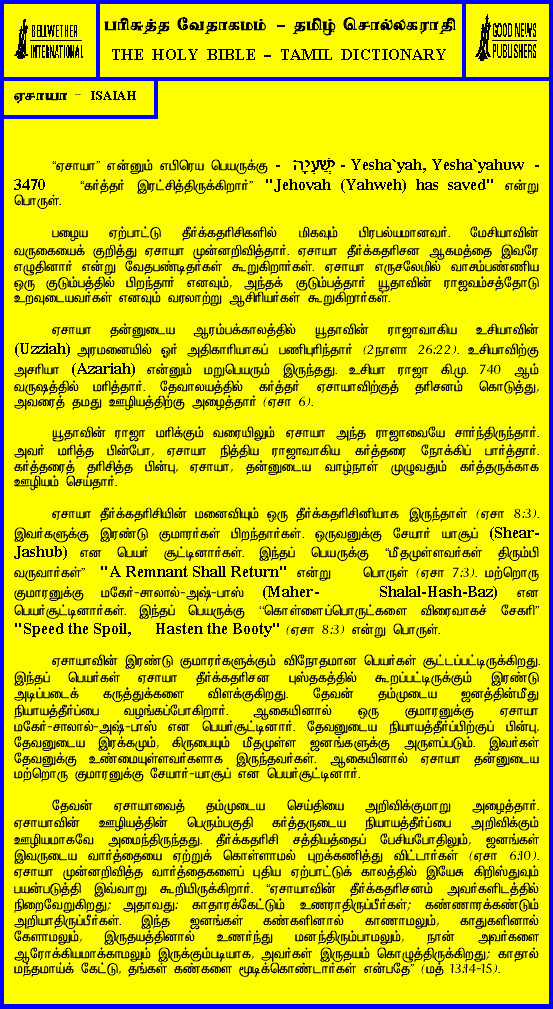 BELLWETHER
INTERNATIONAL
பரிசுத்த வேதாகமம் – தமிழ் சொல்லகராதி
THE HOLY BIBLE – TAMIL DICTIONARY
GOOD NEWS
PUBLISHERS
ஏசாயா – ISAIAH
“ஏசாயா” என்னும் எபிரெய பெயருக்கு - יְשַׁעְיָה - Yesha`yah, Yesha`yahuw -
3470 “கர்த்தர் இரட்சித்திருக்கிறார்” "Jehovah (Yahweh) has saved" என்று
பொருள்.
பழைய ஏற்பாட்டு தீர்க்கதரிசிகளில் மிகவும் பிரபல்யமானவர். மேசியாவின்
வருகையைக் குறித்து ஏசாயா முன்னறிவித்தார். ஏசாயா தீர்க்கதரிசன ஆகமத்தை இவரே
எழுதினார் என்று வேதபண்டிதர்கள் கூறுகிறார்கள். ஏசாயா எருசலேமில் வாசம்பண்ணிய
ஒரு குடும்பத்தில் பிறந்தார் எனவும், அந்தக் குடும்பத்தார் யூதாவின் ராஜவம்சத்தோடு
உறவுடையவர்கள் எனவும் வரலாற்று ஆசிரியர்கள் கூறுகிறார்கள்.
ஏசாயா தன்னுடைய ஆரம்பக்காலத்தில் யூதாவின் ராஜாவாகிய உசியாவின்
(Uzziah) அரமனையில் ஓர் அதிகாரியாகப் பணிபுரிந்தார் (2நாளா 26:22). உசியாவிற்கு
அசரியா (Azariah) என்னும் மறுபெயரும் இருந்தது. உசியா ராஜா கி.மு. 740 ஆம்
வருஷத்தில் மரித்தார். தேவாலயத்தில் கர்த்தர் ஏசாயாவிற்குத் தரிசனம் கொடுத்து,
அவரைத் தமது ஊழியத்திற்கு அழைத்தார் (ஏசா 6).
யூதாவின் ராஜா மரிக்கும் வரையிலும் ஏசாயா அந்த ராஜாவையே சார்ந்திருந்தார்.
அவர் மரித்த பின்போ, ஏசாயா நித்திய ராஜாவாகிய கர்த்தரை நோக்கிப் பார்த்தார்.
கர்த்தரைத் தரிசித்த பின்பு, ஏசாயா, தன்னுடைய வாழ்நாள் முழுவதும் கர்த்தருக்காக
ஊழியம் செய்தார்.
ஏசாயா தீர்க்கதரிசியின் மனைவியும் ஒரு தீர்க்கதரிசினியாக இருந்தாள் (ஏசா 8:3).
இவர்களுக்கு இரண்டு குமாரர்கள் பிறந்தார்கள். ஒருவனுக்கு சேயார் யாசூப் (Shear-
Jashub) என பெயர் சூட்டினார்கள். இந்தப் பெயருக்கு “மீதமுள்ளவர்கள் திரும்பி
வருவார்கள்” "A Remnant Shall Return" என்று பொருள் (ஏசா 7:3). மற்றொரு
குமாரனுக்கு மகேர்-சாலால்-அஷ்-பாஸ் (Maher- Shalal-Hash-Baz) என
பெயர்சூட்டினார்கள். இந்தப் பெயருக்கு “கொள்ளைப்பொருட்களை விரைவாகச் சேகரி”
"Speed the Spoil, Hasten the Booty" (ஏசா 8:3) என்று பொருள்.
ஏசாயாவின் இரண்டு குமாரர்களுக்கும் விநோதமான பெயர்கள் சூட்டப்பட்டிருக்கிறது.
இந்தப் பெயர்கள் ஏசாயா தீர்க்கதரிசன புஸ்தகத்தில் கூறப்பட்டிருக்கும் இரண்டு
அடிப்படைக் கருத்துக்களை விளக்குகிறது. தேவன் தம்முடைய ஜனத்தின்மீது
நியாயத்தீர்ப்பை வழங்கப்போகிறார். ஆகையினால் ஒரு குமாரனுக்கு ஏசாயா
மகேர்-சாலால்-அஷ்-பாஸ் என பெயர்சூட்டினார். தேவனுடைய நியாயத்தீர்ப்பிற்குப் பின்பு,
தேவனுடைய இரக்கமும், கிருபையும் மீதமுள்ள ஜனங்களுக்கு அருளப்படும். இவர்கள்
தேவனுக்கு உண்மையுள்ளவர்களாக இருந்தவர்கள். ஆகையினால் ஏசாயா தன்னுடைய
மற்றொரு குமாரனுக்கு சேயார்-யாசூப் என பெயர்சூட்டினார்.
தேவன் ஏசாயாவைத் தம்முடைய செய்தியை அறிவிக்குமாறு அழைத்தார்.
ஏசாயாவின் ஊழியத்தின் பெரும்பகுதி கர்த்தருடைய நியாயத்தீர்ப்பை அறிவிக்கும்
ஊழியமாகவே அமைந்திருந்தது. தீர்க்கதரிசி சத்தியத்தைப் பேசியபோதிலும், ஜனங்கள்
இவருடைய வார்த்தையை ஏற்றுக் கொள்ளாமல் புறக்கணித்து விட்டார்கள் (ஏசா 6:10).
ஏசாயா முன்னறிவித்த வார்த்தைகளைப் புதிய ஏற்பாட்டுக் காலத்தில் இயேசு கிறிஸ்துவும்
பயன்படுத்தி இவ்வாறு கூறியிருக்கிறார். “ஏசாயாவின் தீர்க்கதரிசனம் அவர்களிடத்தில்
நிறைவேறுகிறது; அதாவது: காதாரக்கேட்டும் உணராதிருப்பீர்கள்; கண்ணாரக்கண்டும்
அறியாதிருப்பீர்கள். இந்த ஜனங்கள் கண்களினால் காணாமலும், காதுகளினால்
கேளாமலும், இருதயத்தினால் உணர்ந்து மனந்திரும்பாமலும், நான் அவர்களை
ஆரோக்கியமாக்காமலும் இருக்கும்படியாக, அவர்கள் இருதயம் கொழுத்திருக்கிறது; காதால்
மந்தமாய்க் கேட்டு, தங்கள் கண்களை மூடிக்கொண்டார்கள் என்பதே” (மத் 13:14-15).